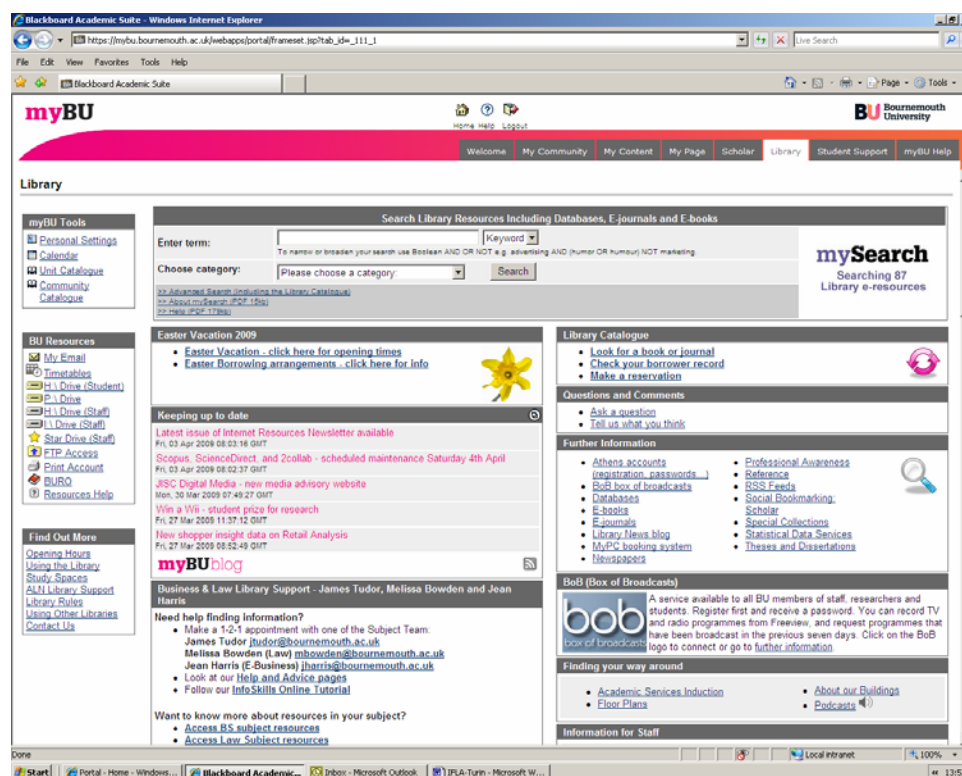 Blackboard Academic Suite - Windows Internet Explorer
https://mybu.bournemouth.ac.uk/webapps/portal/frameset.jsp?tab_id=_111_1
Live Search
File Edit View Favorites Tools Help
Blackboard Academic Suite
Page Tools
myBU
Home Help Logout
BU Bournemouth University
Welcome My Community My Content My Page Scholar Library Student Support myBU Help
Library
myBU Tools
Personal Settings
Calendar
Unit Catalogue
Community
Catalogue
BU Resources
My Email
Timetables
H:\ Drive (Student)
P:\ Drive
H:\ Drive (Staff)
I:\ Drive (Staff)
Star Drive (Staff)
FTP Access
Print Account
BURO
Resources Help
Find Out More
Opening Hours
Using the Library
Study Spaces
ALN Library Support
Library Rules
Using Other Libraries
Contact Us
Search Library Resources Including Databases, E-journals and E-books
Enter term:
Keyword
To narrow or broaden your search use Boolean AND OR NOT e.g. advertising AND (humor OR humour) NOT marketing.
Choose category:
Please choose a category:
Search
>> Advanced Search (including the Library Catalogue)
>> About mySearch (PDF 15kb)
>> Help (PDF 179kb)
mySearch
Searching 87
Library e-resources
Easter Vacation 2009
Easter Vacation - click here for opening times
Easter Borrowing arrangements - click here for info
Keeping up to date
Latest issue of Internet Resources Newsletter available
Fri, 03 Apr 2009 08:03:16 GMT
Scopus, ScienceDirect, and 2collab - scheduled maintenance Saturday 4th April
Fri, 03 Apr 2009 08:02:37 GMT
JISC Digital Media - new media advisory website
Mon, 30 Mar 2009 07:49:27 GMT
Win a Wii - student prize for research
Fri, 27 Mar 2009 11:37:12 GMT
New shopper insight data on Retail Analysis
Fri, 27 Mar 2009 08:52:49 GMT
myBUblog
Business & Law Library Support - James Tudor, Melissa Bowden and Jean
Harris
Need help finding information?
Make a 1-2-1 appointment with one of the Subject Team:
James Tudor jtudor@bournemouth.ac.uk
Melissa Bowden (Law) mbowden@bournemouth.ac.uk
Jean Harris (E-Business) jharris@bournemouth.ac.uk
Look at our Help and Advice pages
Follow our InfoSkills Online Tutorial
Want to know more about resources in your subject?
Access BS subject resources
Access Law Subject resources
Library Catalogue
Look for a book or journal
Check your borrower record
Make a reservation
Questions and Comments
Ask a question
Tell us what you think
Further Information
Athens accounts
(registration, passwords...)
BoB box of broadcasts
Databases
E-books
E-journals
Library News blog
MyPC booking system
Newspapers
Professional Awareness
Reference
RSS Feeds
Social Bookmarking:
Scholar
Special Collections
Statistical Data Services
Theses and Dissertations
BoB (Box of Broadcasts)
bob
box of broadcasts
A service available to all BU members of staff, researchers and
students. Register first and receive a password. You can record TV
and radio programmes from Freeview, and request programmes that
have been broadcast in the previous seven days. Click on the BoB
logo to connect or go to further information.
Finding your way around
Academic Services Induction
Floor Plans
About our Buildings
Podcasts
Information for Staff
Done
Local intranet
100%
Start
Portal - Home - Windows...
Blackboard Academic...
Inbox - Microsoft Outlook
IFLA-Turin - Microsoft W...